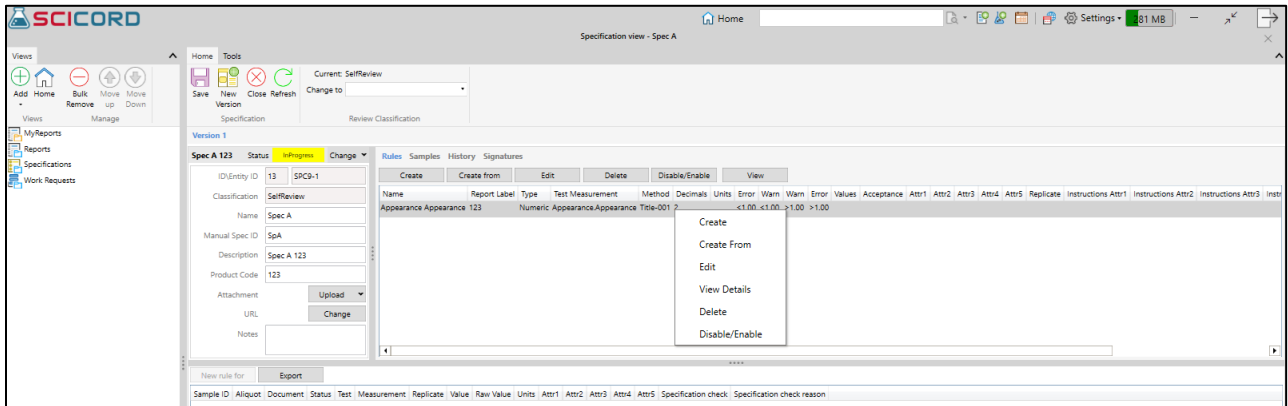 SCICORD
Home
Settings
281 MB
Specification view - Spec A
Views
Home Tools
Add Home Bulk Remove Move up Move Down
Views Manage
Save New Version Close Refresh
Current: SelfReview
Change to
Specification Review Classification
MyReports
Reports
Specifications
Work Requests
Version 1
Spec A 123 Status InProgress Change
ID\Entity ID 13 SPC9-1
Classification SelfReview
Name Spec A
Manual Spec ID SpA
Description Spec A 123
Product Code 123
Attachment Upload
URL Change
Notes
Rules Samples History Signatures
Create Create from Edit Delete Disable/Enable View
Name Report Label Type Test Measurement Method Decimals Units Error Warn Warn Error Values Acceptance Attr1 Attr2 Attr3 Attr4 Attr5 Replicate Instructions Attr1 Instructions Attr2 Instructions Attr3 Instr
Appearance Appearance 123 Numeric Appearance.Appearance Title-001 2 <1.00 <1.00 >1.00 >1.00
Create
Create From
Edit
View Details
Delete
Disable/Enable
New rule for Export
Sample ID Aliquot Document Status Test Measurement Replicate Value Raw Value Units Attr1 Attr2 Attr3 Attr4 Attr5 Specification check Specification check reason